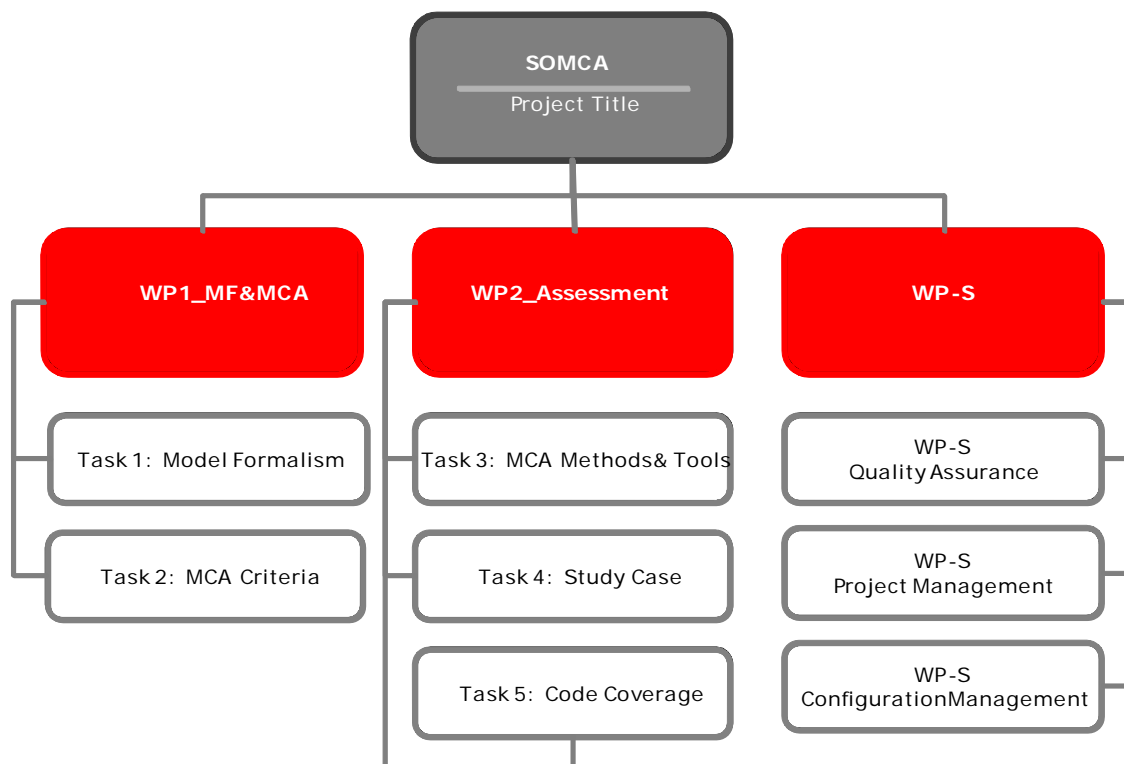 SOMCA
Project Title
WP1_MF&MCA
WP2_Assessment
WP-S
Task 1: Model Formalism
Task 2: MCA Criteria
Task 3: MCA Methods& Tools
Task 4: Study Case
Task 5: Code Coverage
WP-S
Quality Assurance
WP-S
Project Management
WP-S
ConfigurationManagement